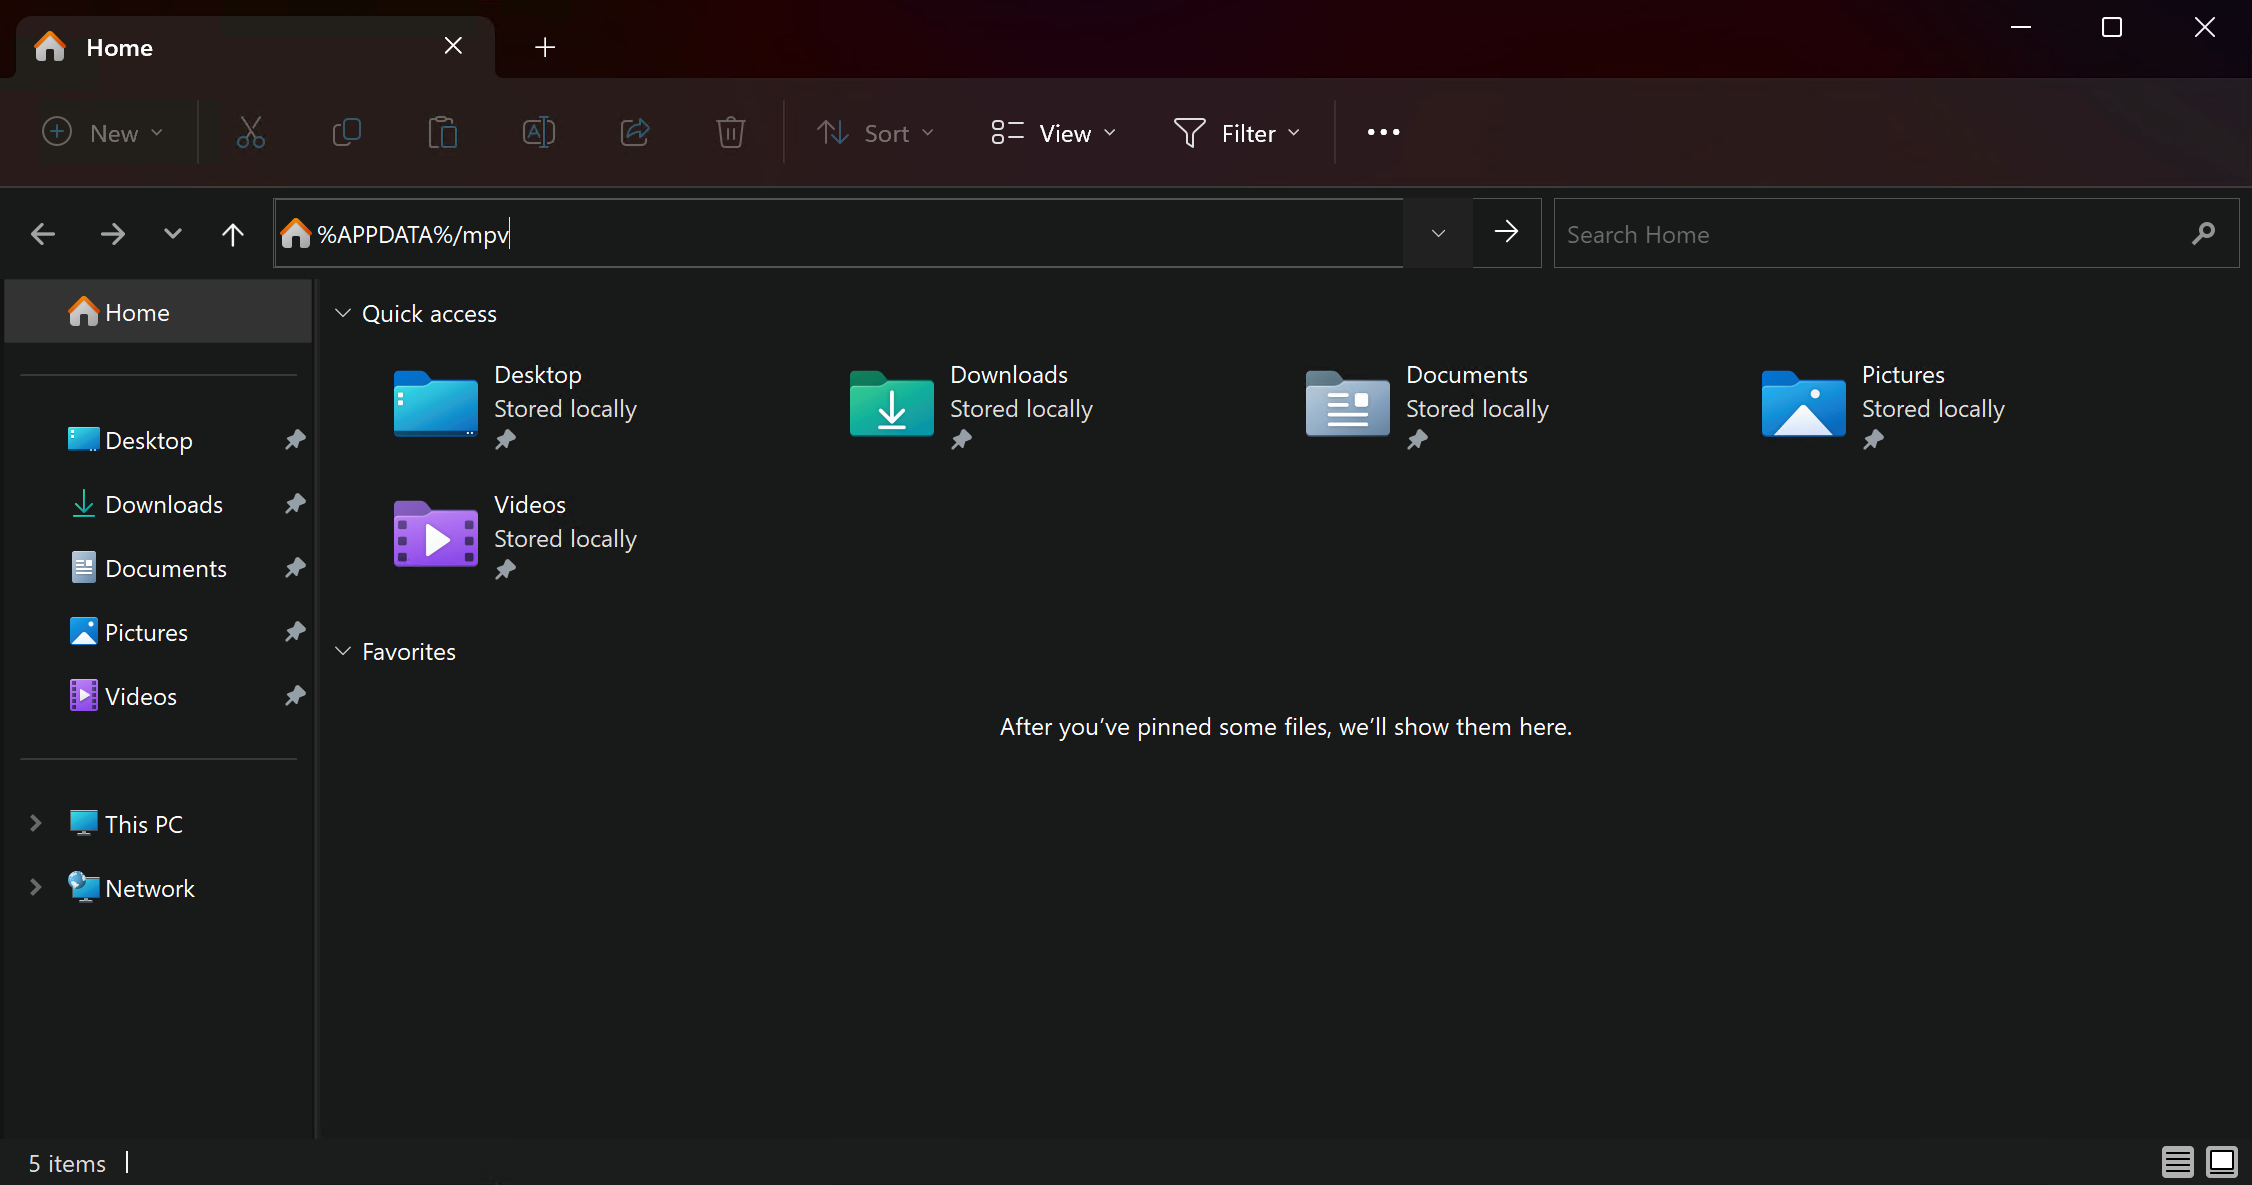 Home
New
Sort
View
Filter
%APPDATA%/mpv
Search Home
Home
Desktop
Downloads
Documents
Pictures
Videos
This PC
Network
Quick access
Desktop
Stored locally
Downloads
Stored locally
Documents
Stored locally
Pictures
Stored locally
Videos
Stored locally
Favorites
After you've pinned some files, we'll show them here.
5 items